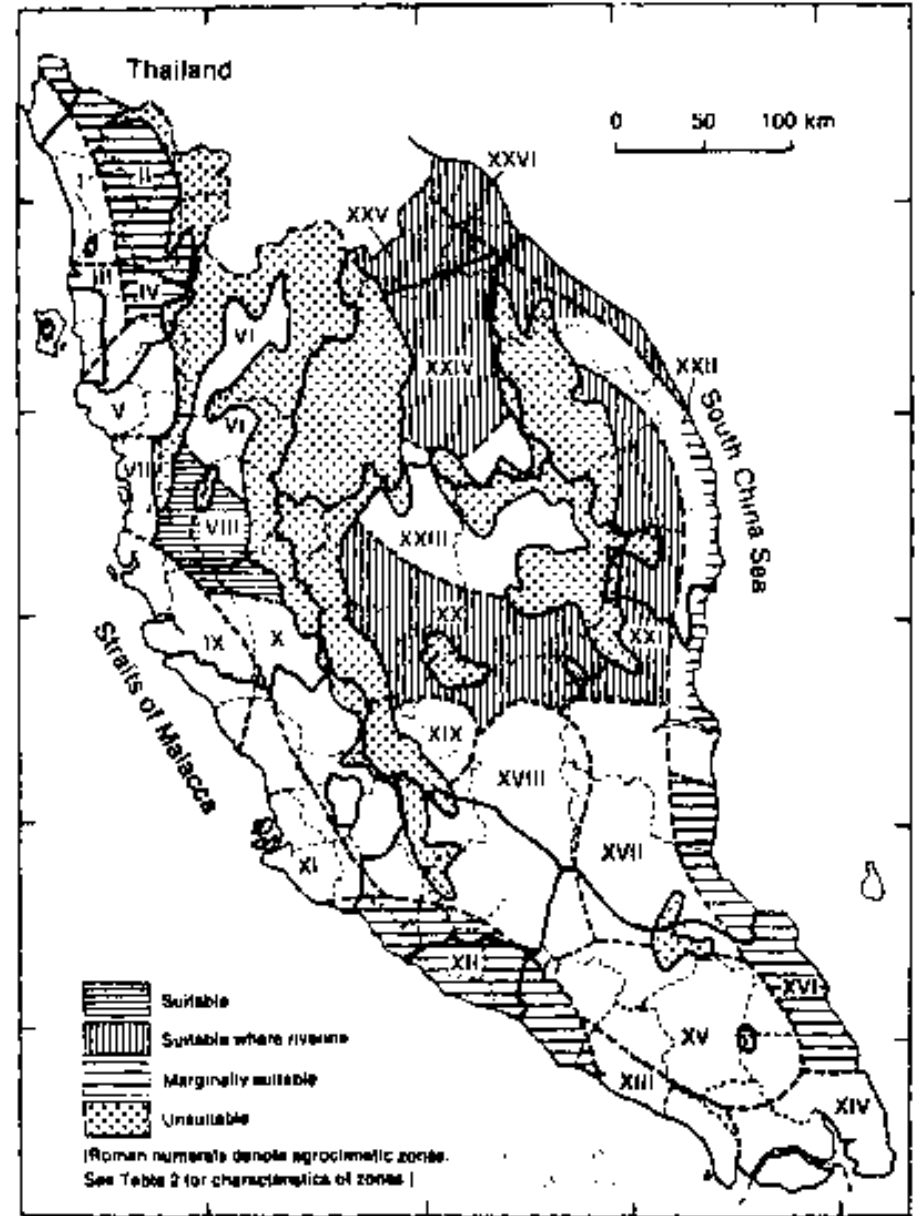 Thailand
0 50 100 km
XXVI
XXV
II
I
III
IV
VI
XXIV
XXII
V
VI
South China Sea
VII
VIII
XXIII
XX
XXI
IX
X
Straits of Malacca
XIX
XVIII
XVII
XI
XII
XVI
XV
XIII
XIV
Suitable
Suitable where riverine
Marginally suitable
Unsuitable
(Roman numerals denote agroclimatic zones.
See Table 2 for characteristics of zones.)